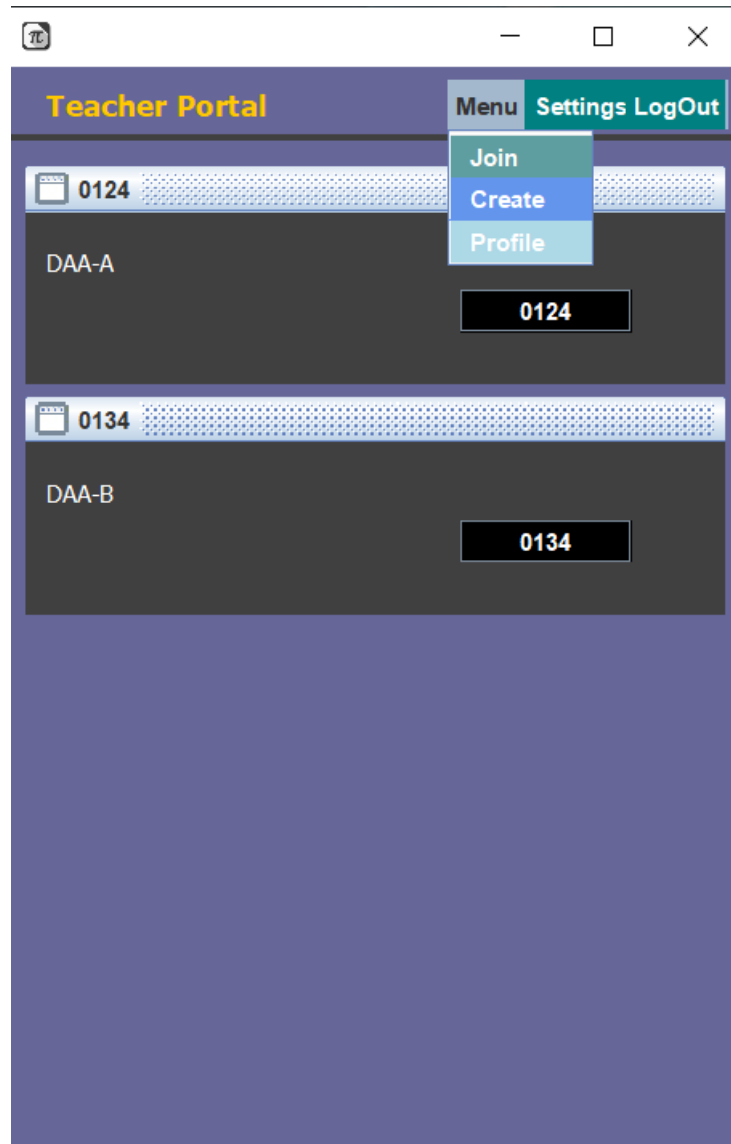 Teacher Portal
Menu Settings LogOut
Join
Create
Profile
0124
DAA-A
0124
0134
DAA-B
0134